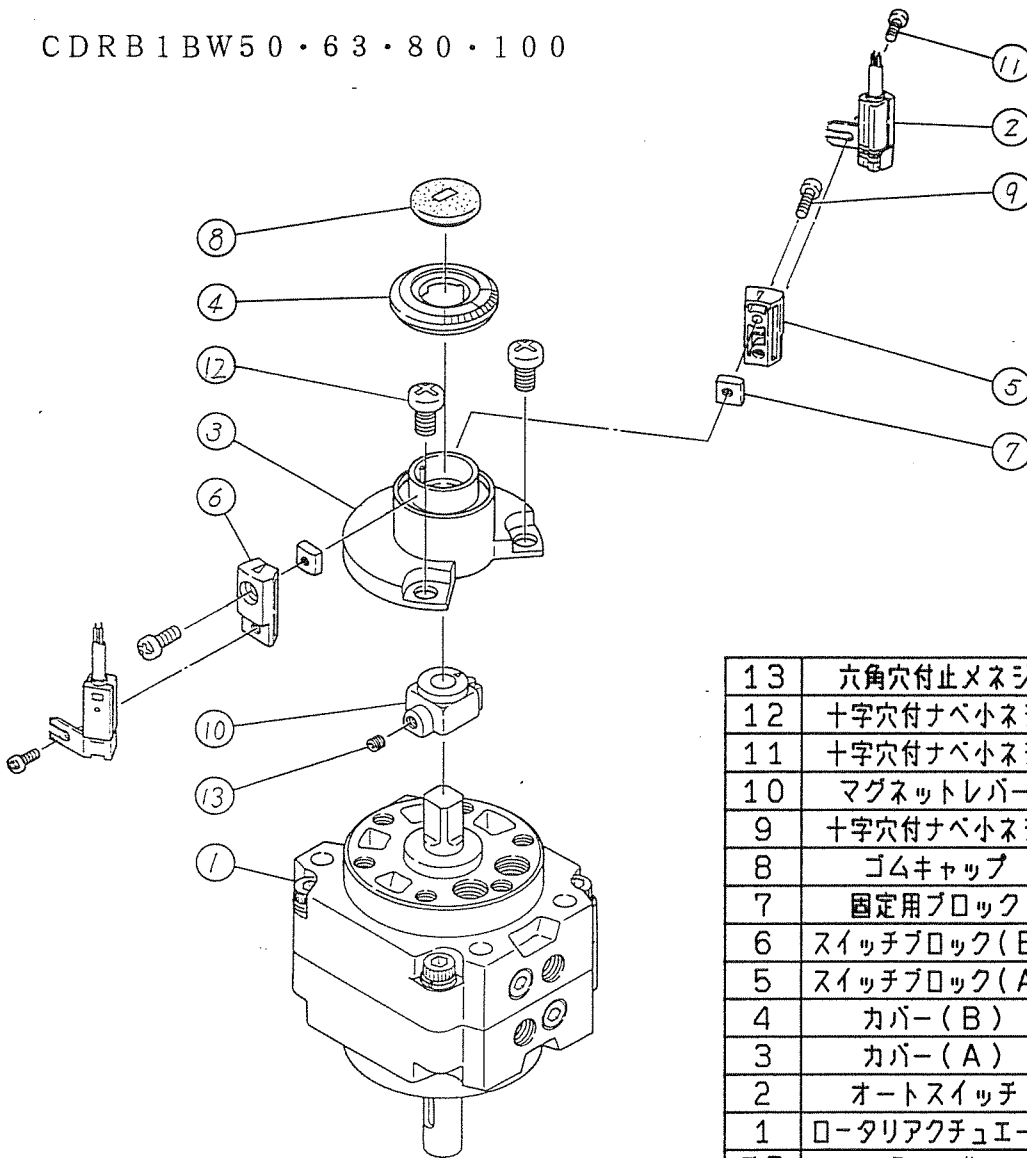 CDRB1BW50・63・80・100
11
2
9
8
4
5
12
7
3
6
10
13
1
13 六角穴付止メネジ
12 十字穴付ナベ小ネジ
11 十字穴付ナベ小ネジ
10 マグネットレバー
9 十字穴付ナベ小ネジ
8 ゴムキャップ
7 固定用ブロック
6 スイッチブロック(B
5 スイッチブロック(A
4 カバー(B)
3 カバー(A)
2 オートスイッチ
1 ロータリアクチュエー